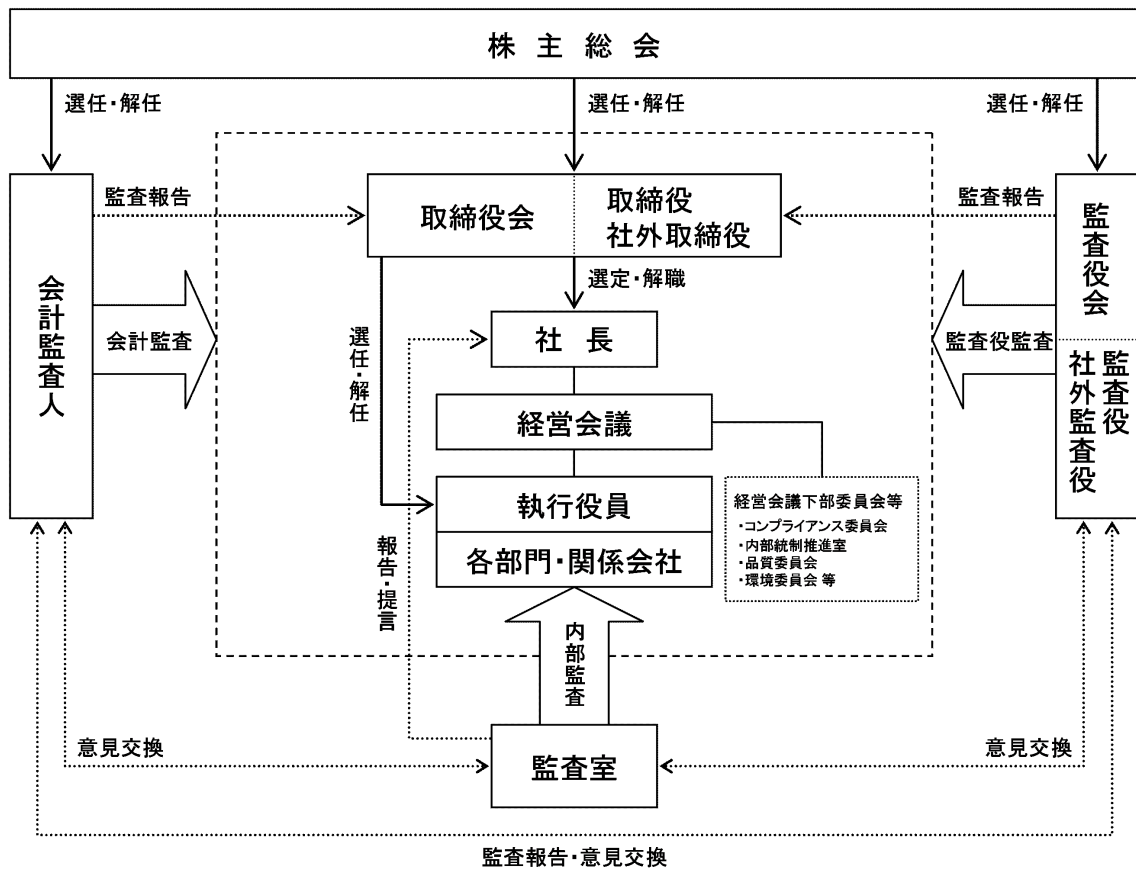 株主総会
選任・解任
選任・解任
選任・解任
監査報告
取締役会
取締役
社外取締役
監査報告
会計監査人
監査役会
監査役
社外監査役
選定・解職
会計監査
社長
監査役監査
選任・解任
経営会議
執行役員
各部門・関係会社
経営会議下部委員会等
・コンプライアンス委員会
・内部統制推進室
・品質委員会
・環境委員会 等
報告・提言
内部監査
意見交換
監査室
意見交換
監査報告・意見交換